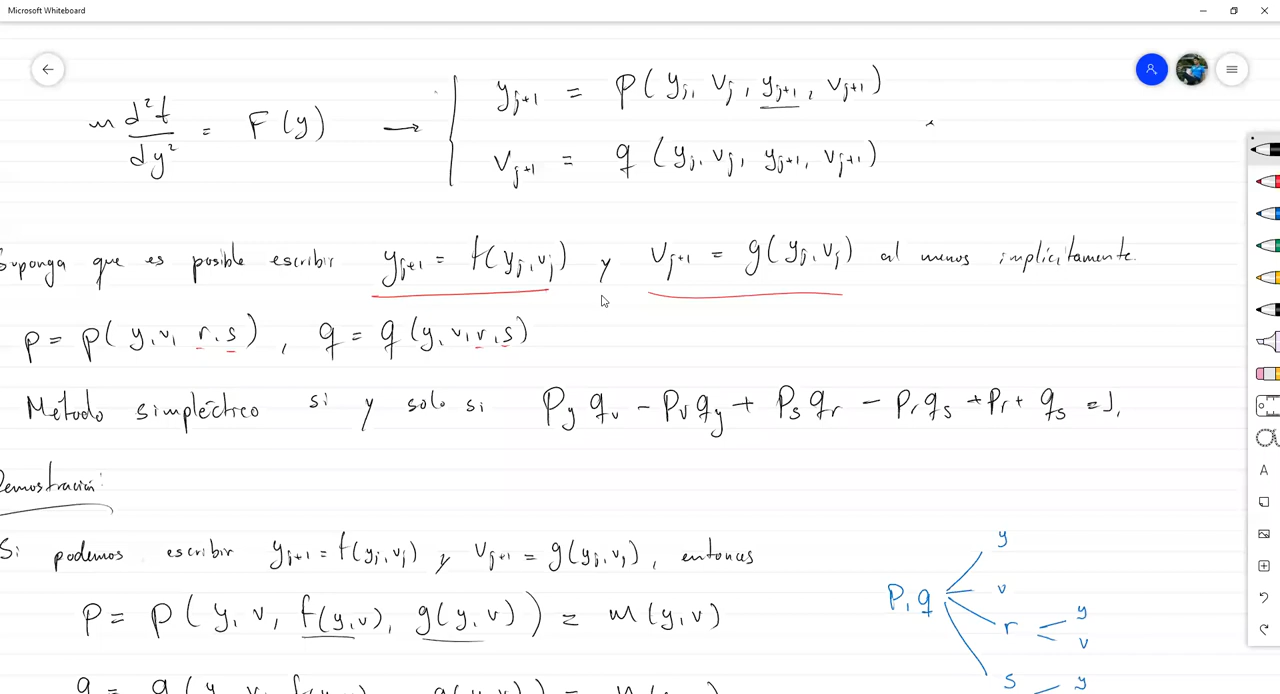 Microsoft Whiteboard
m d²t/dy² = F(y) → { y_{j+1} = p(y_j, v_j, y_{j+1}, v_{j+1})
v_{j+1} = q(y_j, v_j, y_{j+1}, v_{j+1})
Suponga que es posible escribir y_{j+1} = f(y_j, v_j) y v_{j+1} = g(y_j, v_j) al menos implícitamente.
p = p(y, v, r, s), q = q(y, v, r, s)
Método simpléctico si y solo si p_y q_v - p_v q_y + p_s q_r - p_r q_s + p_r + q_s = 1.
Demostración:
Si podemos escribir y_{j+1} = f(y_j, v_j) y v_{j+1} = g(y_j, v_j), entonces
p = p(y, v, f(y, v), g(y, v)) = m(y, v)
p, q
y
v
r
y
v
s
y
A